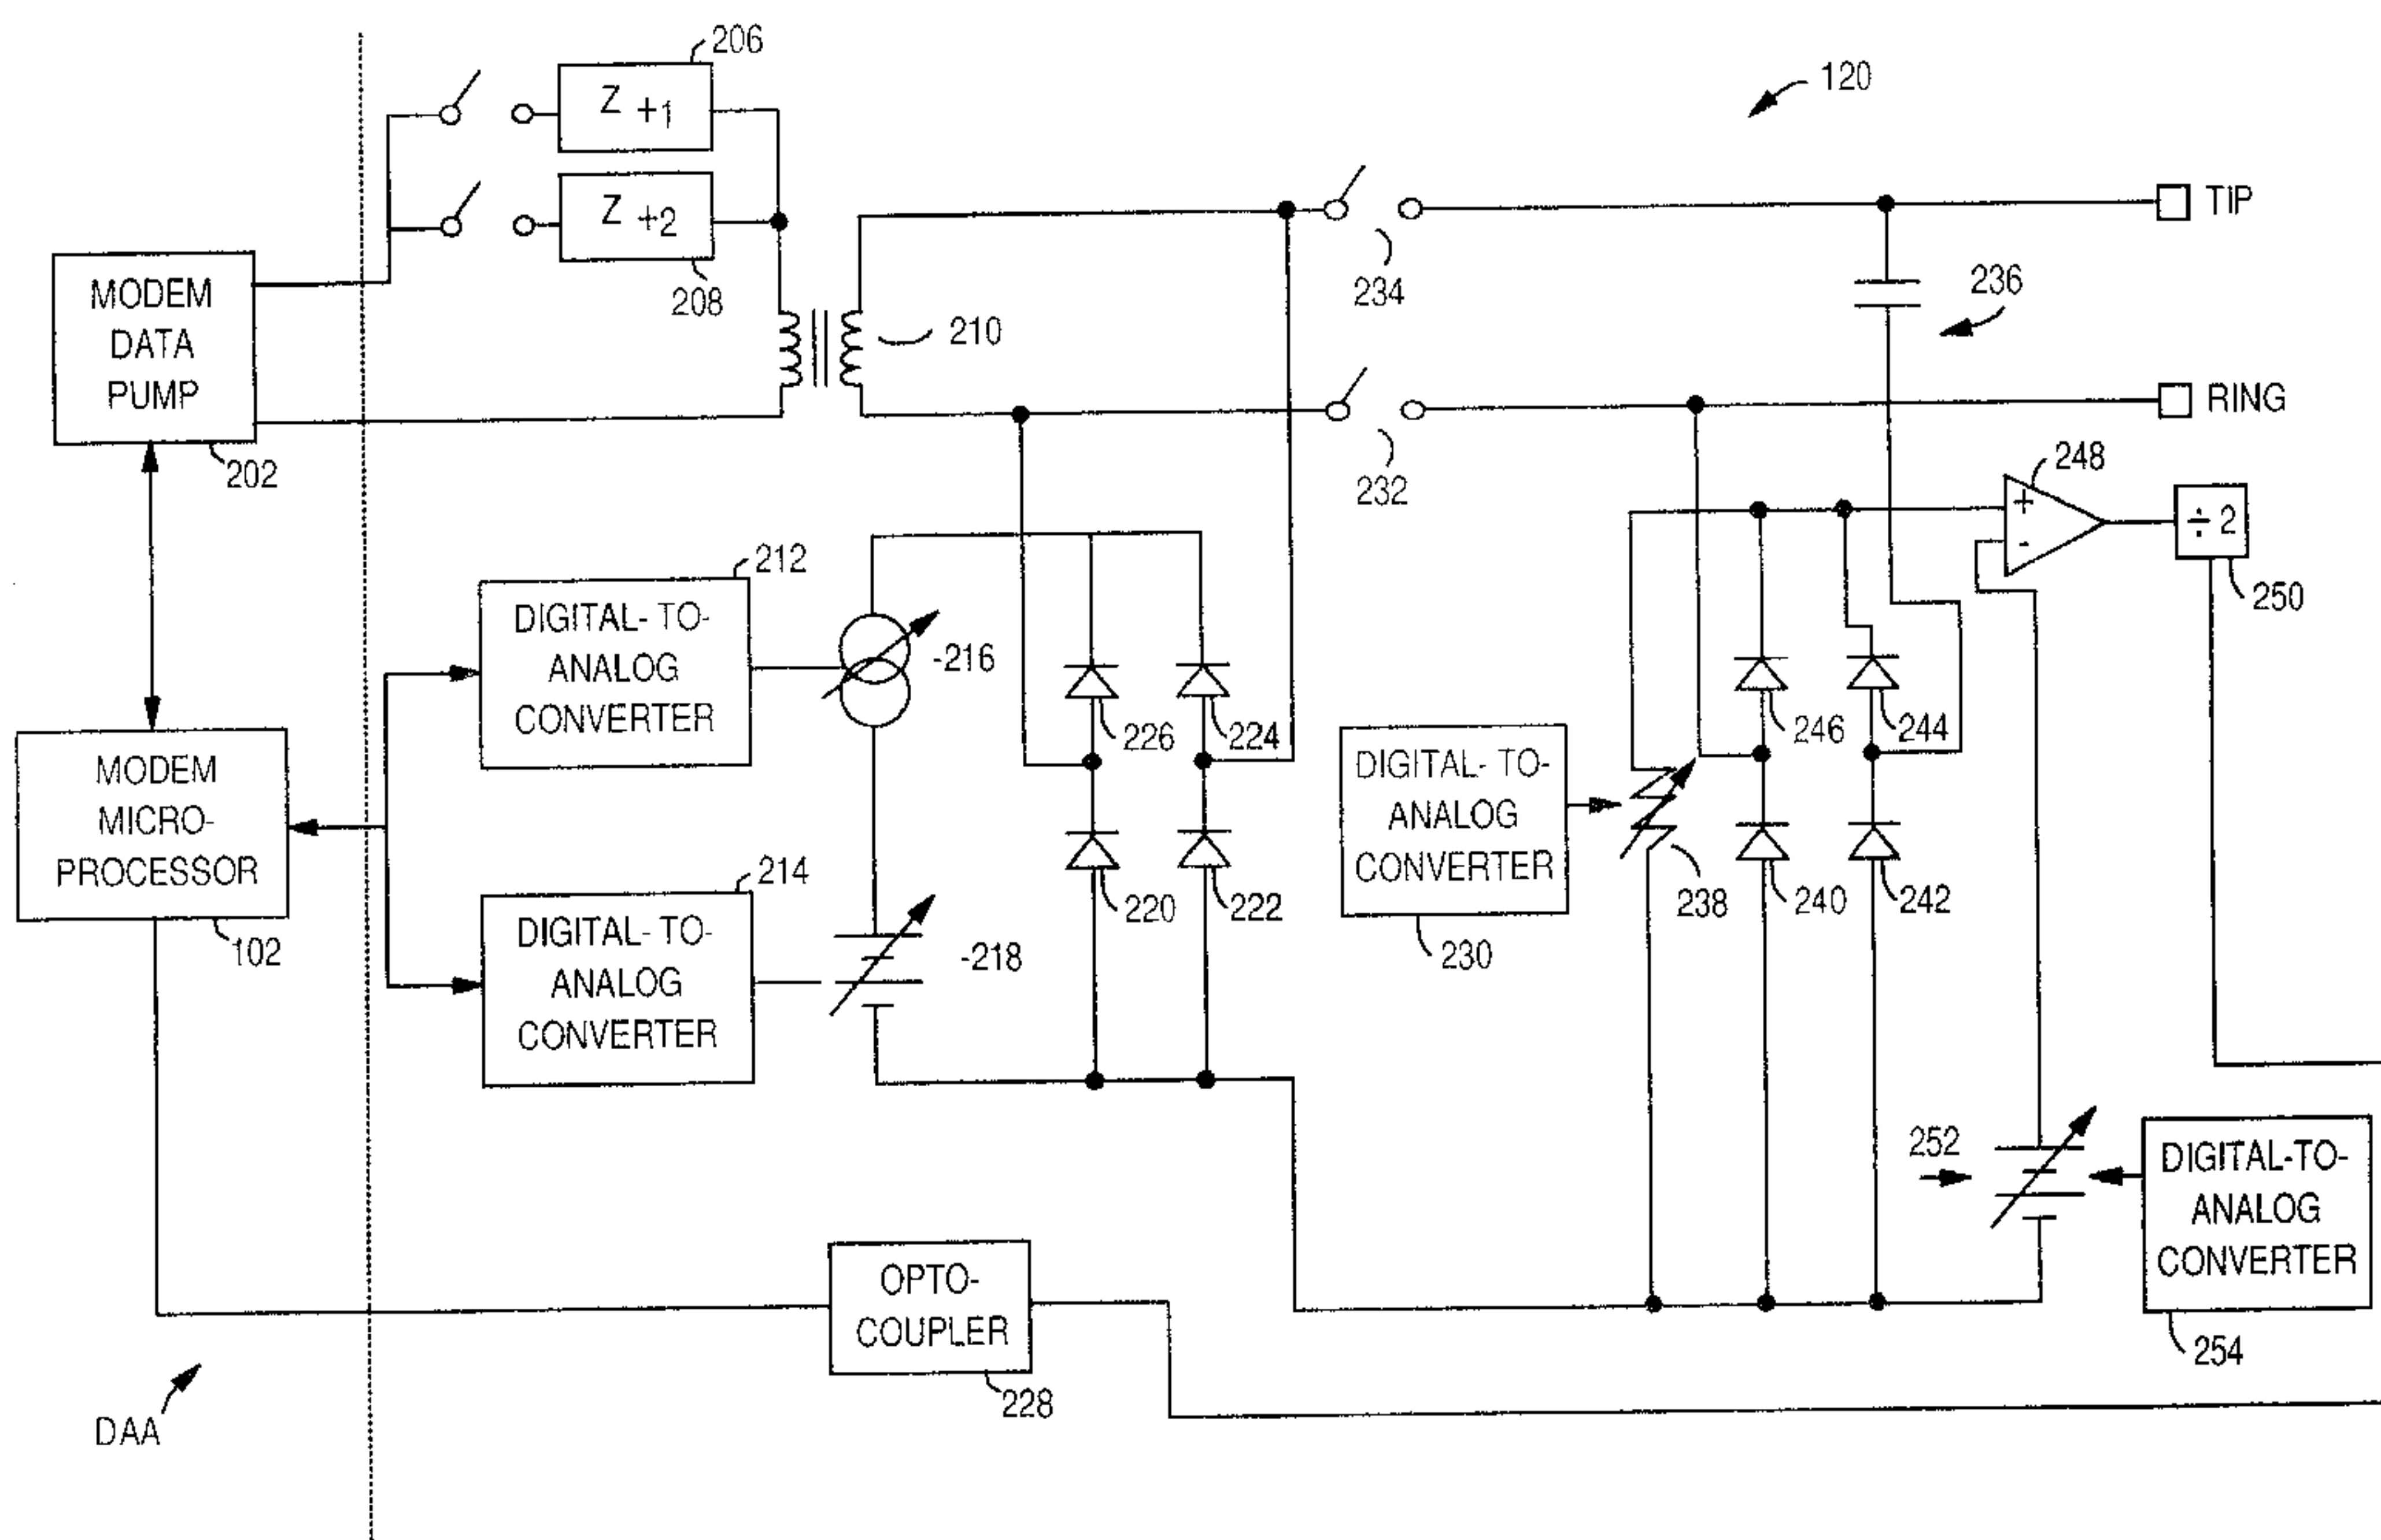 206
Z +1
120
Z +2
208
TIP
234
236
MODEM
DATA
PUMP
202
210
RING
232
248
+
-
÷ 2
250
212
DIGITAL- TO-
ANALOG
CONVERTER
-216
226
224
246
244
DIGITAL- TO-
ANALOG
CONVERTER
230
238
240
242
MODEM
MICRO-
PROCESSOR
102
214
DIGITAL- TO-
ANALOG
CONVERTER
-218
220
222
252
DIGITAL-TO-
ANALOG
CONVERTER
254
OPTO-
COUPLER
228
DAA